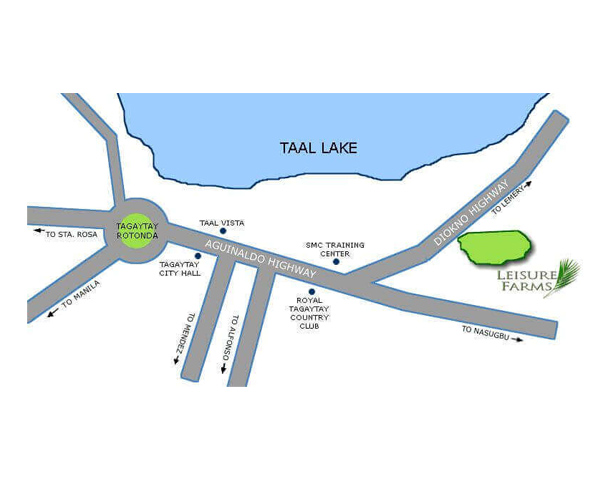 TAAL LAKE
TAGAYTAY
ROTONDA
TO STA. ROSA
TO MANILA
TAAL VISTA
TAGAYTAY
CITY HALL
AGUINALDO HIGHWAY
SMC TRAINING
CENTER
ROYAL
TAGAYTAY
COUNTRY
CLUB
TO MENDEZ
TO ALFONSO
DIOKNO HIGHWAY
TO LEMERY
LEISURE
FARMS
TO NASUGBU